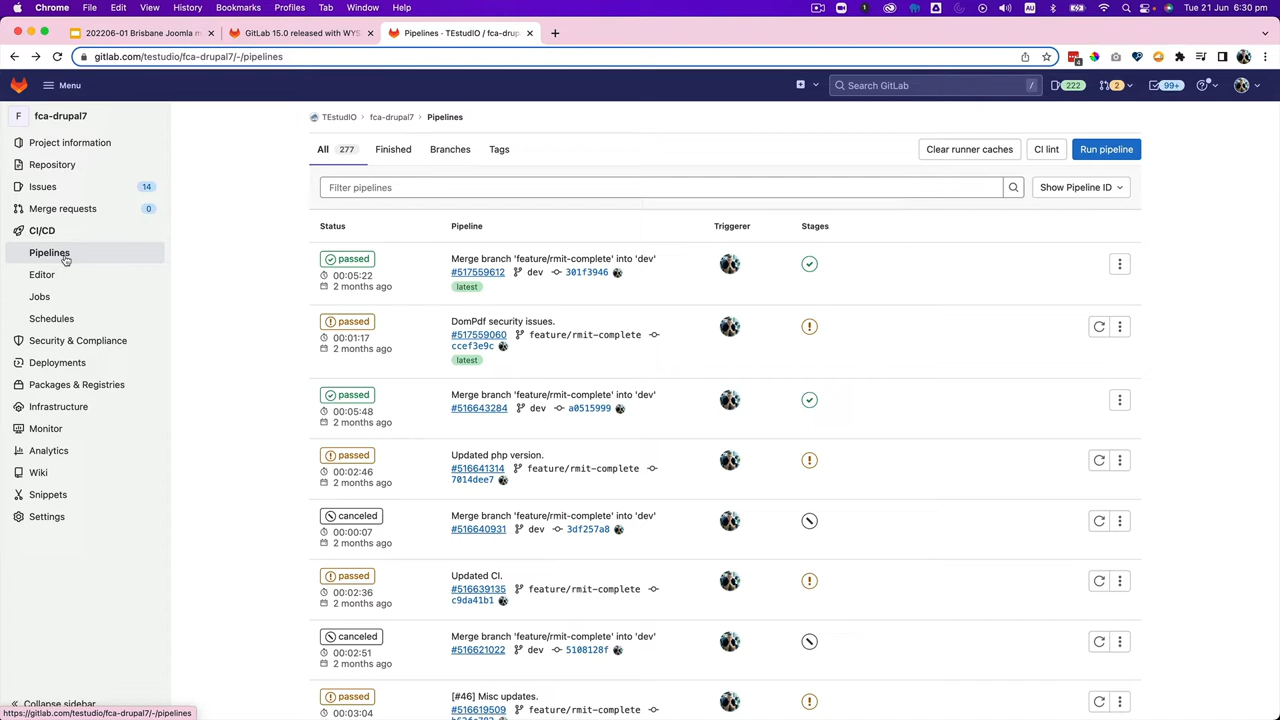 Chrome File Edit View History Bookmarks Profiles Tab Window Help
AU
Tue 21 Jun 6:30 pm
202206-01 Brisbane Joomla m
GitLab 15.0 released with WYS
Pipelines · TEstudIO / fca-drup
gitlab.com/testudio/fca-drupal7/-/pipelines
Menu
Search GitLab
/
222
2
99+
F fca-drupal7
Project information
Repository
Issues 14
Merge requests 0
CI/CD
Pipelines
Editor
Jobs
Schedules
Security & Compliance
Deployments
Packages & Registries
Infrastructure
Monitor
Analytics
Wiki
Snippets
Settings
Collapse sidebar
https://gitlab.com/testudio/fca-drupal7/-/pipelines
TEstudIO > fca-drupal7 > Pipelines
All 277 Finished Branches Tags
Clear runner caches CI lint Run pipeline
Filter pipelines
Show Pipeline ID
Status Pipeline Triggerer Stages
passed
00:05:22
2 months ago
Merge branch 'feature/rmit-complete' into 'dev'
#517559612 dev 301f3946
latest
passed
00:01:17
2 months ago
DomPdf security issues.
#517559060 feature/rmit-complete
ccef3e9c
latest
passed
00:05:48
2 months ago
Merge branch 'feature/rmit-complete' into 'dev'
#516643284 dev a0515999
passed
00:02:46
2 months ago
Updated php version.
#516641314 feature/rmit-complete
7014dee7
canceled
00:00:07
2 months ago
Merge branch 'feature/rmit-complete' into 'dev'
#516640931 dev 3df257a8
passed
00:02:36
2 months ago
Updated CI.
#516639135 feature/rmit-complete
c9da41b1
canceled
00:02:51
2 months ago
Merge branch 'feature/rmit-complete' into 'dev'
#516621022 dev 5108128f
passed
00:03:04
[#46] Misc updates.
#516619509 feature/rmit-complete